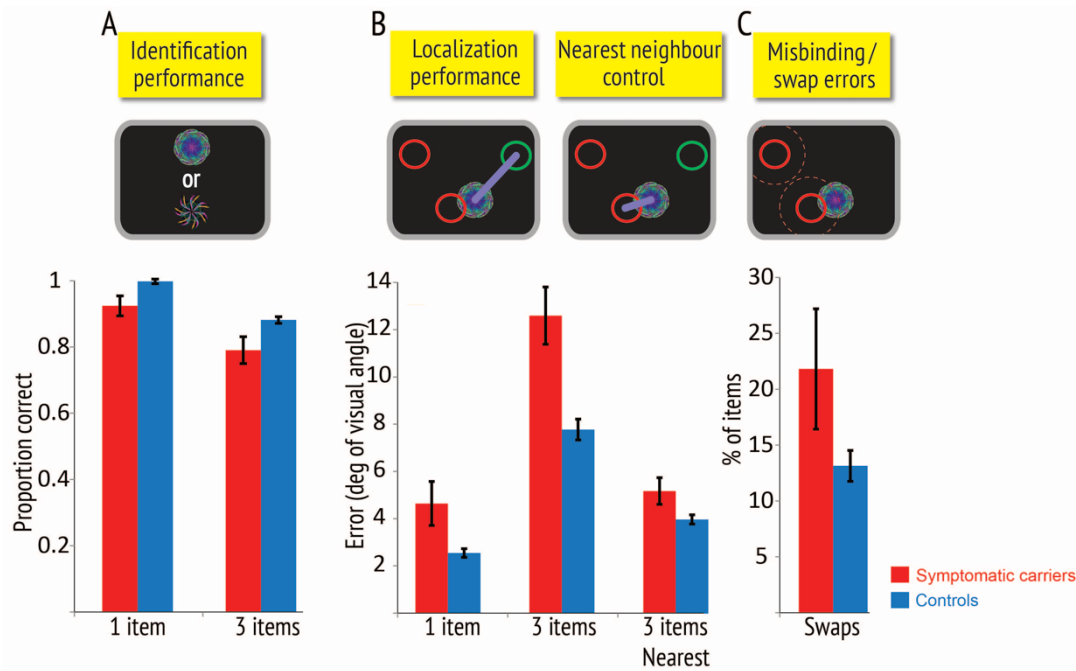 A
Identification
performance
or
B
Localization
performance
Nearest neighbour
control
C
Misbinding /
swap errors
Proportion correct
1
0.8
0.6
0.4
0.2
1 item
3 items
Error (deg of visual angle)
14
12
10
8
6
4
2
1 item
3 items
3 items
Nearest
% of items
30
25
20
15
10
5
Swaps
Symptomatic carriers
Controls